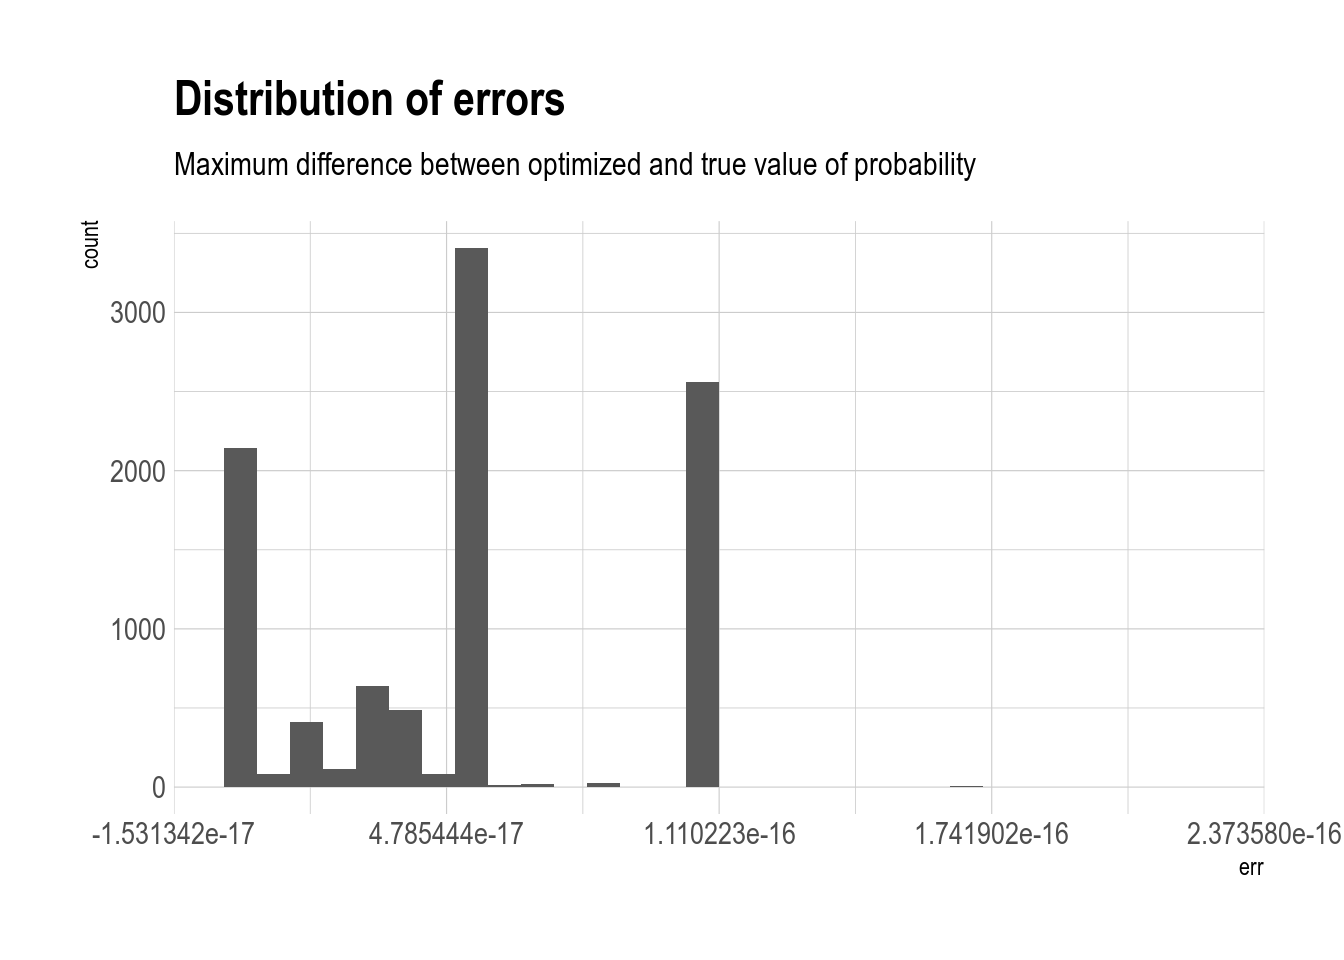 Distribution of errors
Maximum difference between optimized and true value of probability
count
3000
2000
1000
0
-1.531342e-17 4.785444e-17 1.110223e-16 1.741902e-16 2.373580e-16
err